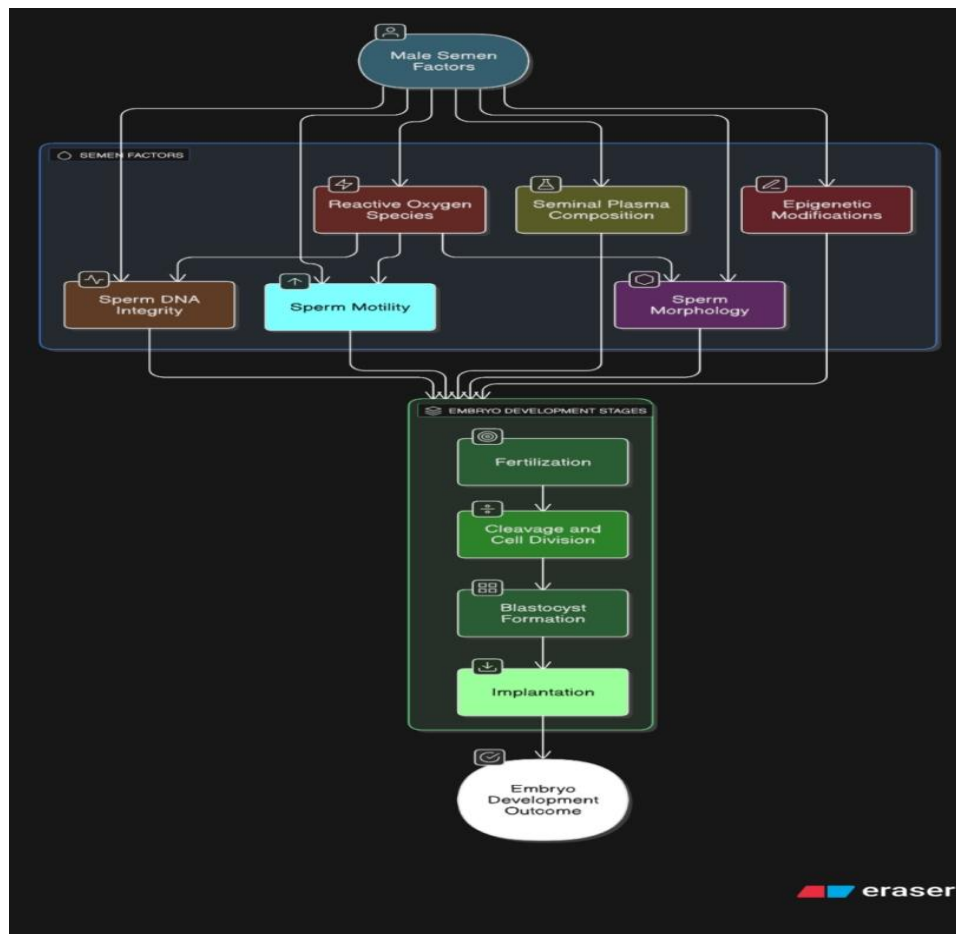 Male Semen
Factors
SEMEN FACTORS
Reactive Oxygen
Species
Seminal Plasma
Composition
Epigenetic
Modifications
Sperm DNA
Integrity
Sperm Motility
Sperm
Morphology
EMBRYO DEVELOPMENT STAGES
Fertilization
Cleavage and
Cell Division
Blastocyst
Formation
Implantation
Embryo
Development
Outcome
eraser